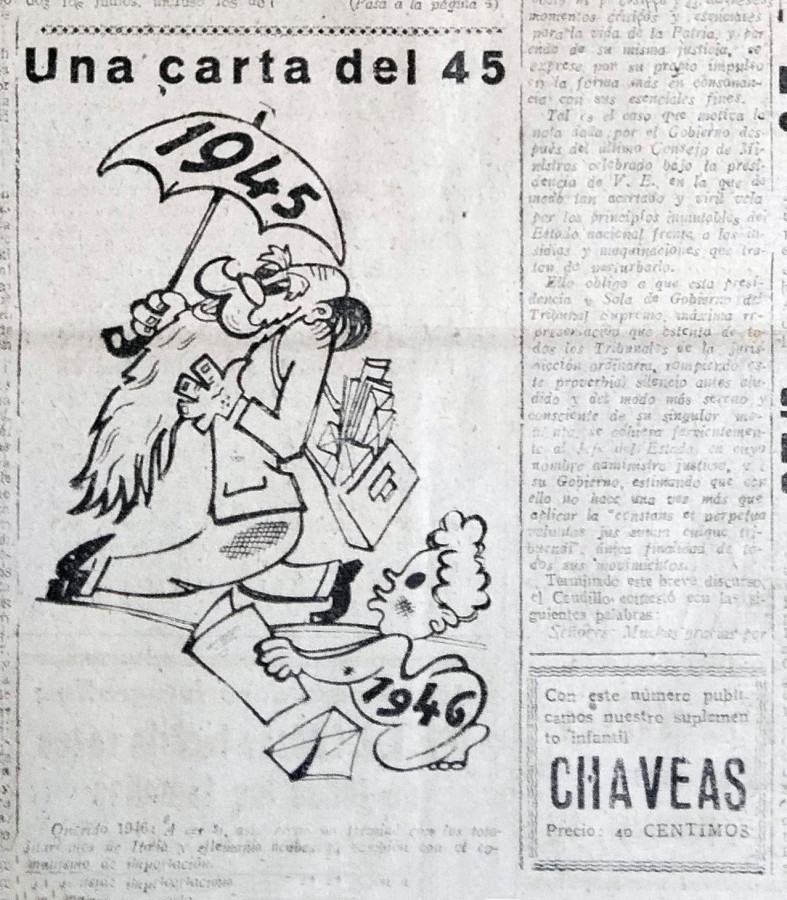 (Pasa a la página 3)
Una carta del 45
1945
1946
Querido 1946: A ver si
de Italia y Alemania con el co-
de importación.
momentos críticos y esenciales
para la vida de la Patria, y
de su misma justicia, se
exprese por su propio impulso
en la forma más en consonan-
cia con sus esenciales fines.
Tal es el caso que motiva la
nota dada por el Gobierno des-
pués del último Consejo de Mi-
nistros celebrado bajo la presi-
dencia de V. E. en la que de
modo tan acertado y viril vela
por los principios inmutables del
Estado nacional frente a las in-
sidias y maquinaciones que tra-
tan de perturbarlo.
Ello obliga a que esta presi-
dencia y Sala de Gobierno del
Tribunal Supremo, máxima re-
presentación que ostenta de to-
dos los Tribunales de la juris-
dicción ordinaria, rompiendo es-
te proverbial silencio antes alu-
dido y del modo más sereno y
consciente de su singular
se
al del Estado, en cuyo
nombre administra justicia,
su Gobierno, estimando que con
ello no hace una vez más que
aplicar la "constans et perpetua
voluntas jus suum cuique tri-
buendi", única finalidad de to-
dos sus movimientos.
Terminado este breve discurso,
el Caudillo contestó con las si-
guientes palabras:
Señores: Muchas gracias por
Con este número publi-
camos nuestro suplemen
to infantil
CHAVEAS
Precio: 40 CENTIMOS